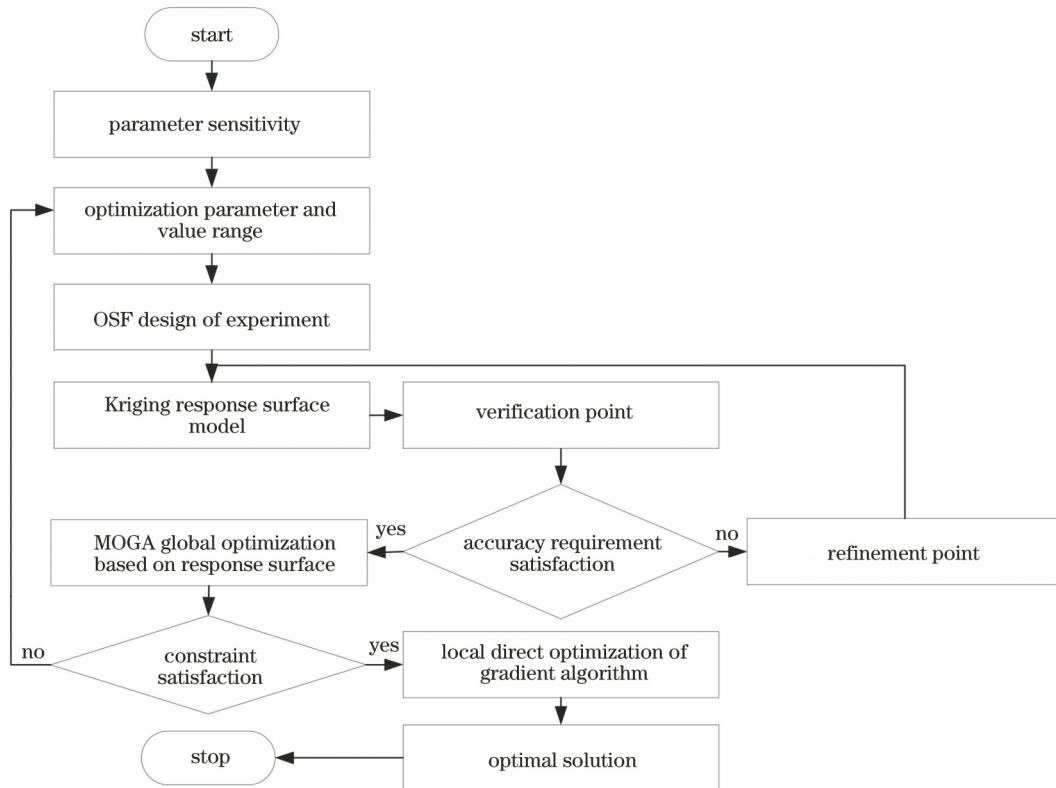 start
parameter sensitivity
optimization parameter and
value range
OSF design of experiment
Kriging response surface
model
verification point
yes
accuracy requirement
satisfaction
no
refinement point
MOGA global optimization
based on response surface
no
constraint
satisfaction
yes
local direct optimization of
gradient algorithm
stop
optimal solution